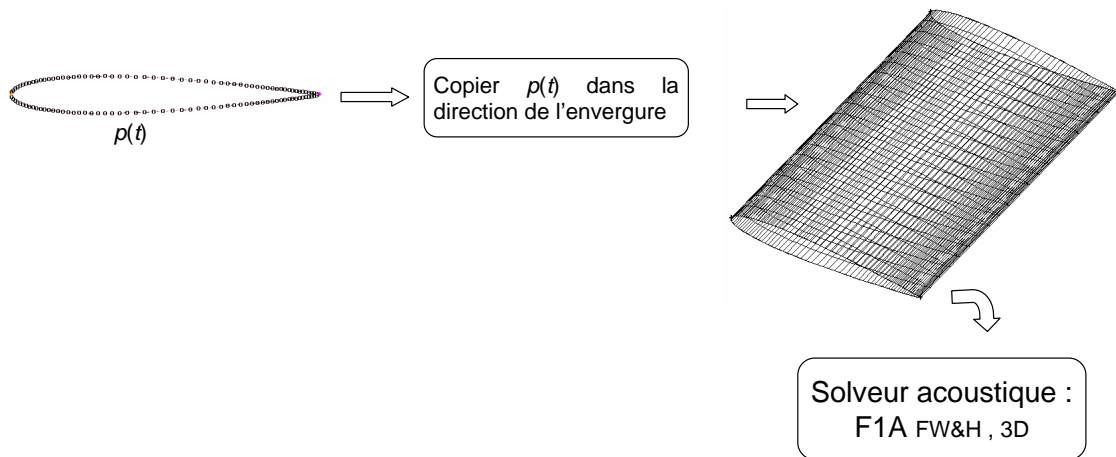 p(t)
Copier p(t) dans la
direction de l'envergure
Solveur acoustique :
F1A FW&H , 3D